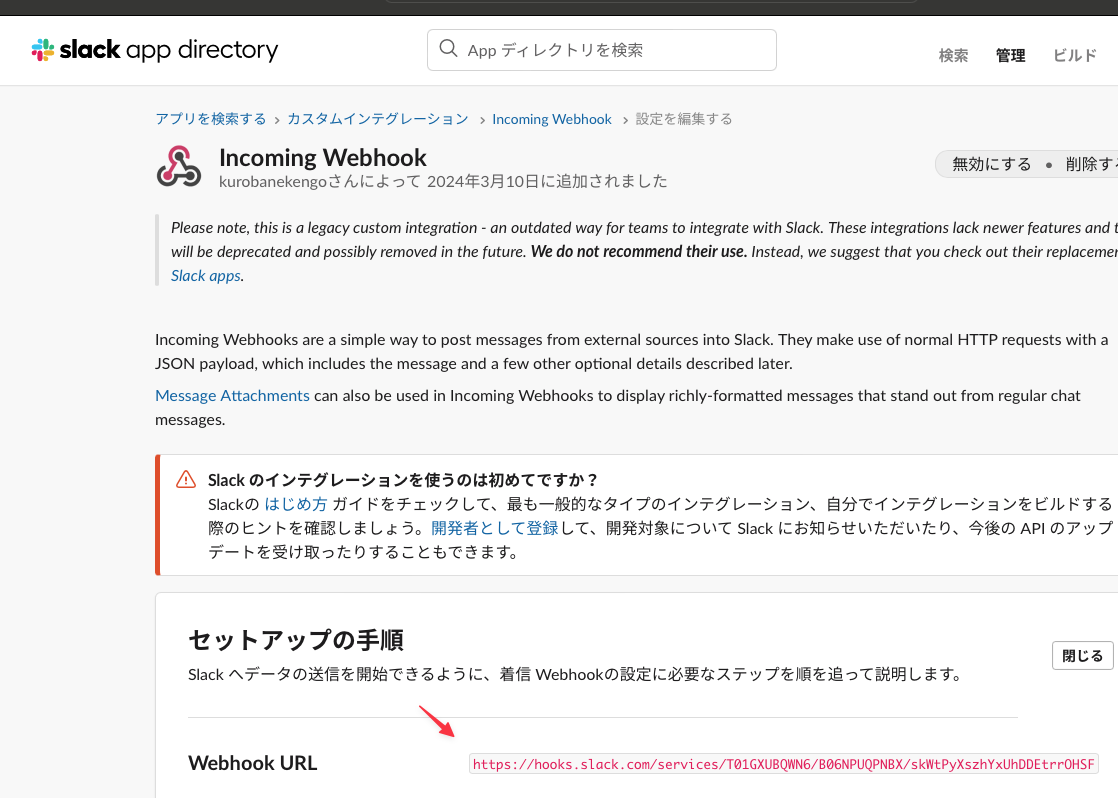 slack app directory
App ディレクトリを検索
検索 管理 ビルド
アプリを検索する › カスタムインテグレーション › Incoming Webhook › 設定を編集する
Incoming Webhook
kurobanekengoさんによって 2024年3月10日に追加されました
無効にする • 削除する
Please note, this is a legacy custom integration - an outdated way for teams to integrate with Slack. These integrations lack newer features and t
will be deprecated and possibly removed in the future. We do not recommend their use. Instead, we suggest that you check out their replaceme
Slack apps.
Incoming Webhooks are a simple way to post messages from external sources into Slack. They make use of normal HTTP requests with a
JSON payload, which includes the message and a few other optional details described later.
Message Attachments can also be used in Incoming Webhooks to display richly-formatted messages that stand out from regular chat
messages.
Slack のインテグレーションを使うのは初めてですか？
Slackの はじめ方 ガイドをチェックして、最も一般的なタイプのインテグレーション、自分でインテグレーションをビルドする
際のヒントを確認しましょう。開発者として登録して、開発対象について Slack にお知らせいただいたり、今後の API のアップ
デートを受け取ったりすることもできます。
セットアップの手順
閉じる
Slack へデータの送信を開始できるように、着信 Webhookの設定に必要なステップを順を追って説明します。
Webhook URL
https://hooks.slack.com/services/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